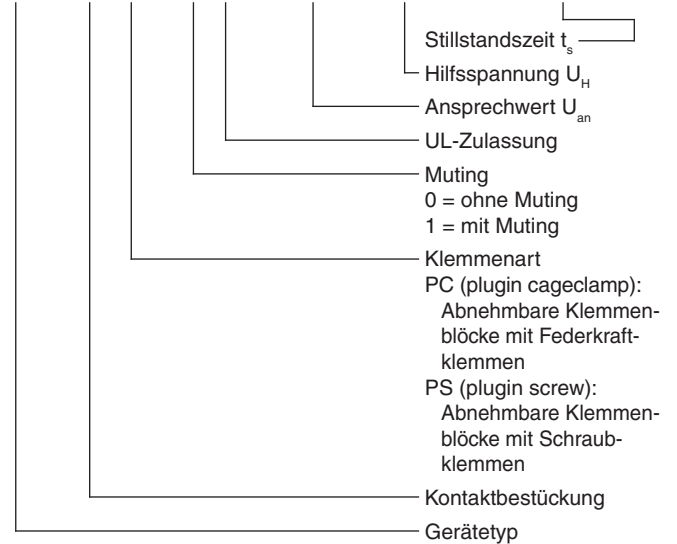 Stillstandszeit ts
Hilfsspannung UH
Ansprechwert Uan
UL-Zulassung
Muting
0 = ohne Muting
1 = mit Muting
Klemmenart
PC (plugin cageclamp):
Abnehmbare Klemmen-
blöcke mit Federkraft-
klemmen
PS (plugin screw):
Abnehmbare Klemmen-
blöcke mit Schraub-
klemmen
Kontaktbestückung
Gerätetyp